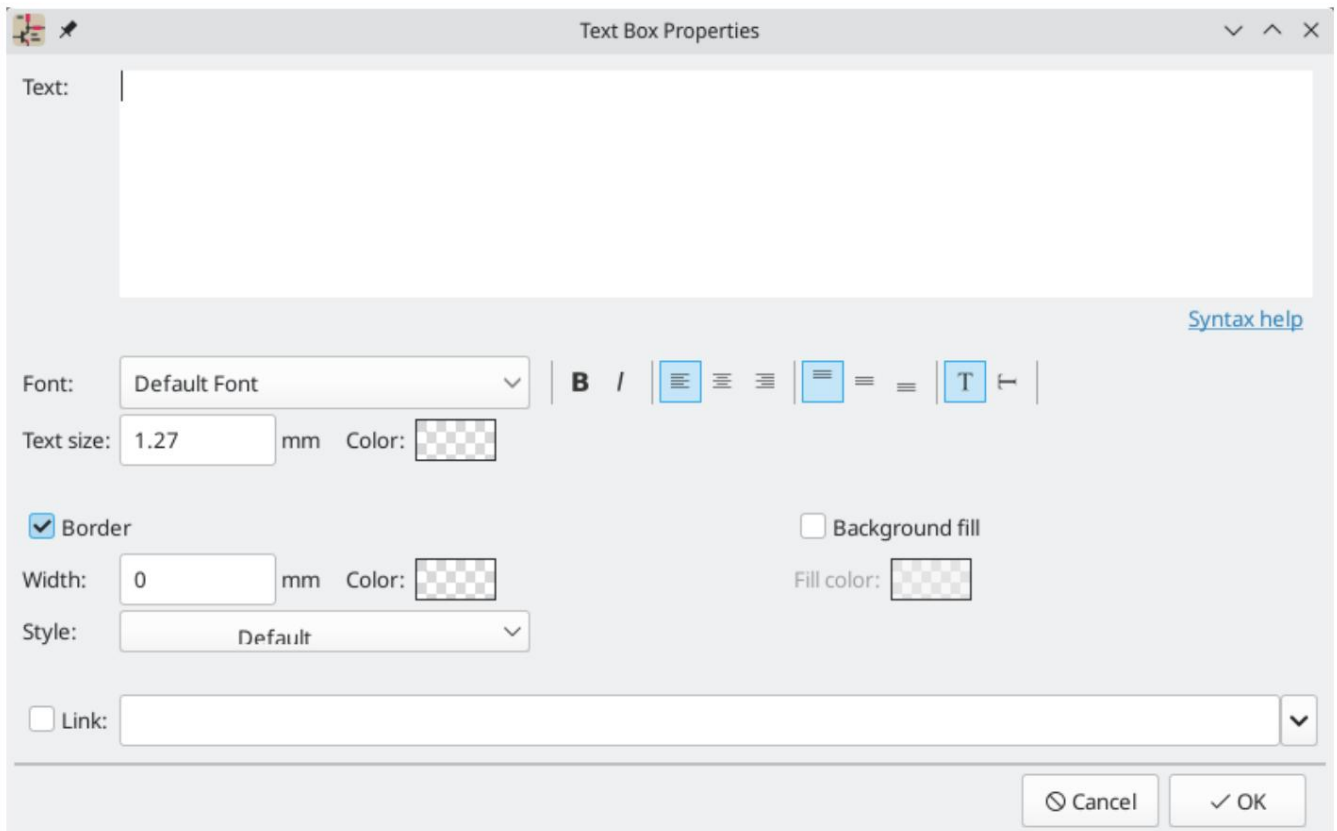 Text Box Properties
Text:
Syntax help
Font: Default Font B I T T
Text size: 1.27 mm Color:
Border Background fill
Width: 0 mm Color: Fill color:
Style: Default
Link:
Cancel OK